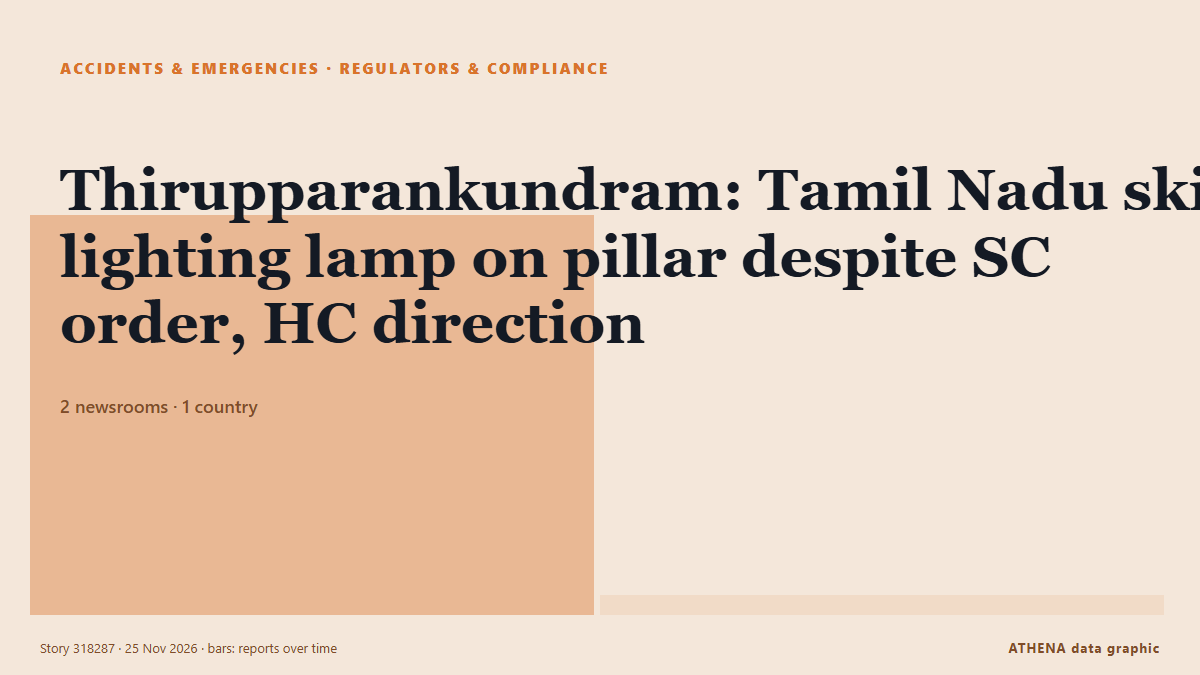 ACCIDENTS & EMERGENCIES · REGULATORS & COMPLIANCE
Thirupparankundram: Tamil Nadu
lighting lamp on pillar despite SC
order, HC direction
2 newsrooms · 1 country
Story 318287 · 25 Nov 2026 · bars: reports over time
ATHENA data graphic